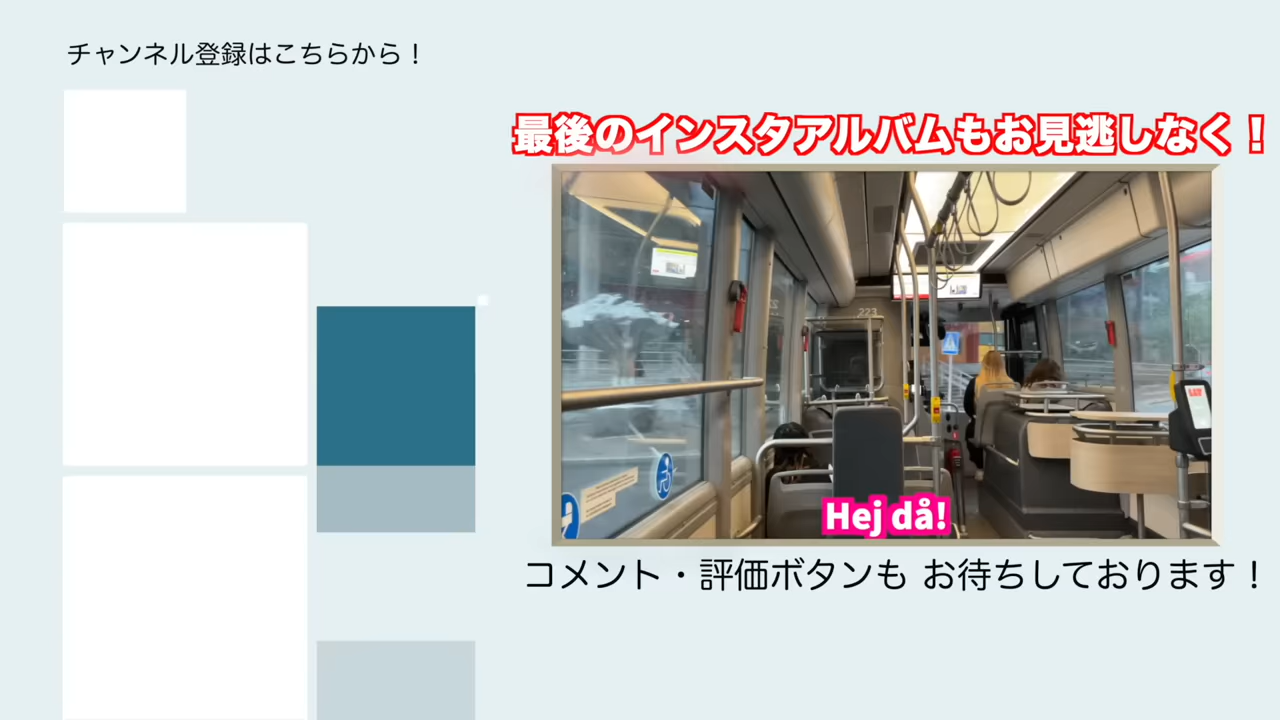 チャンネル登録はこちらから！
最後のインスタアルバムもお見逃しなく！
223
Hej då!
コメント・評価ボタンも お待ちしております！